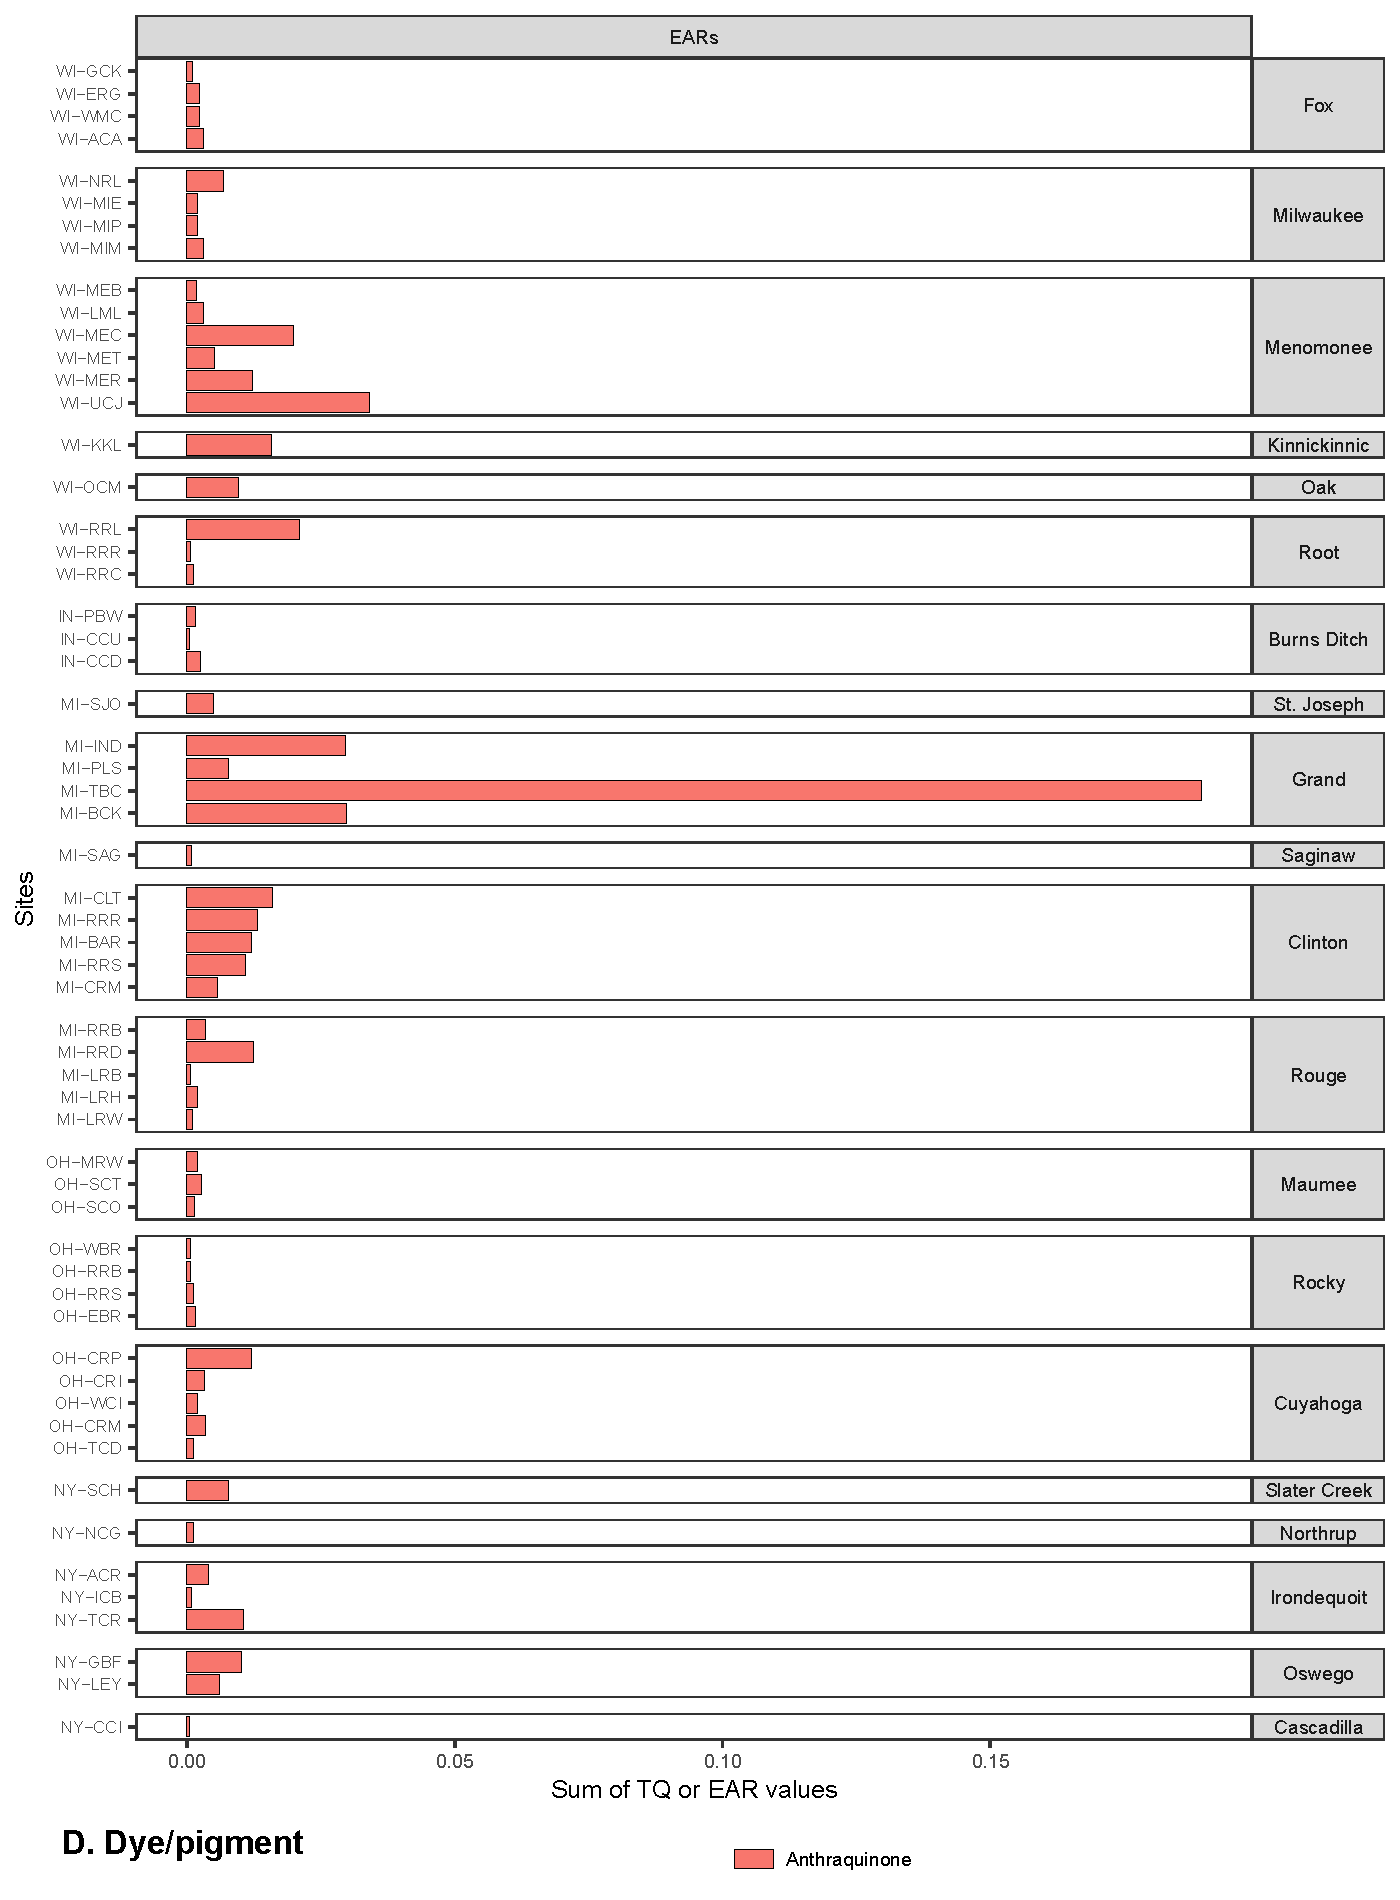 EARs
WI−GCK
WI−ERG
WI−WMC
WI−ACA
Fox
WI−NRL
WI−MIE
WI−MIP
WI−MIM
Milwaukee
WI−MEB
WI−LML
WI−MEC
WI−MET
WI−MER
WI−UCJ
Menomonee
WI−KKL
Kinnickinnic
WI−OCM
Oak
WI−RRL
WI−RRR
WI−RRC
Root
IN−PBW
IN−CCU
IN−CCD
Burns Ditch
MI−SJO
St. Joseph
MI−IND
MI−PLS
MI−TBC
MI−BCK
Grand
MI−SAG
Saginaw
MI−CLT
MI−RRR
MI−BAR
MI−RRS
MI−CRM
Clinton
MI−RRB
MI−RRD
MI−LRB
MI−LRH
MI−LRW
Rouge
OH−MRW
OH−SCT
OH−SCO
Maumee
OH−WBR
OH−RRB
OH−RRS
OH−EBR
Rocky
OH−CRP
OH−CRI
OH−WCI
OH−CRM
OH−TCD
Cuyahoga
NY−SCH
Slater Creek
NY−NCG
Northrup
NY−ACR
NY−ICB
NY−TCR
Irondequoit
NY−GBF
NY−LEY
Oswego
NY−CCI
Cascadilla
Sites
0.00 0.05 0.10 0.15
Sum of TQ or EAR values
D. Dye/pigment
Anthraquinone